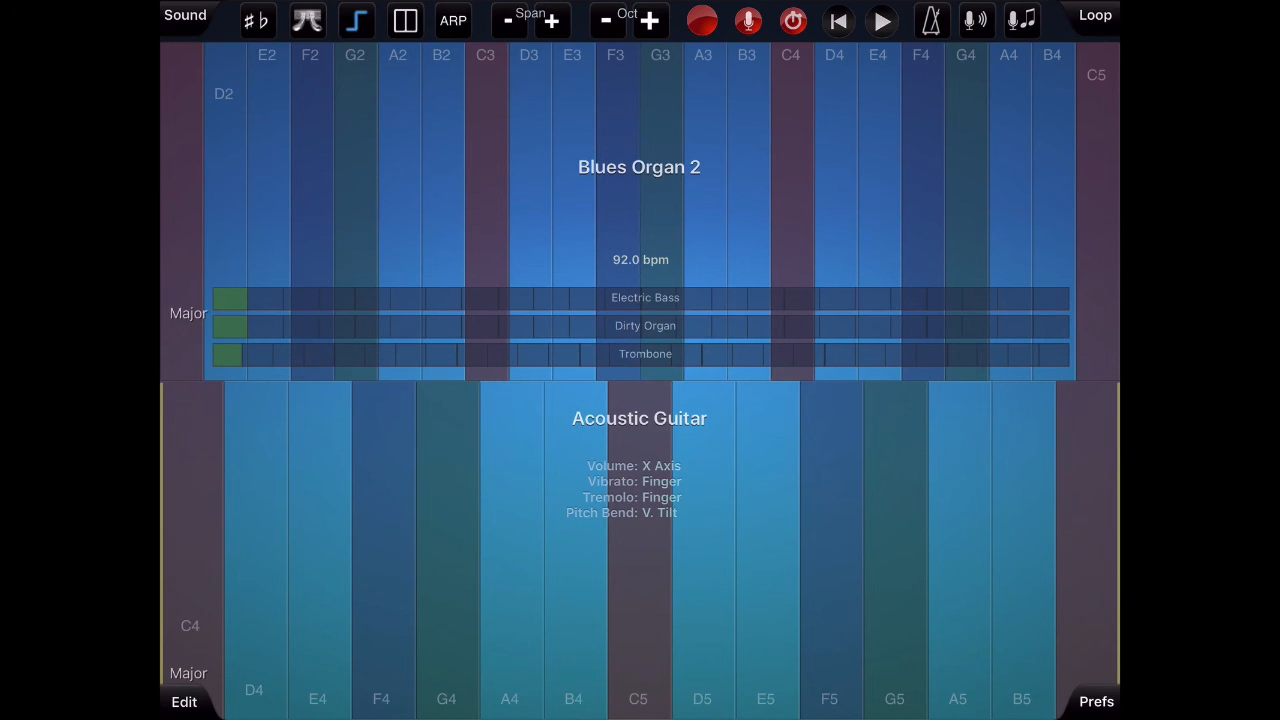 Sound ♯♭ ARP - Span + - Oct + Loop
E2 F2 G2 A2 B2 C3 D3 E3 F3 G3 A3 B3 C4 D4 E4 F4 G4 A4 B4
C5
D2
Blues Organ 2
92.0 bpm
Electric Bass
Major
Dirty Organ
Trombone
Acoustic Guitar
Volume: X Axis
Vibrato: Finger
Tremolo: Finger
Pitch Bend: V. Tilt
C4
Major
D4 E4 F4 G4 A4 B4 C5 D5 E5 F5 G5 A5 B5
Edit Prefs